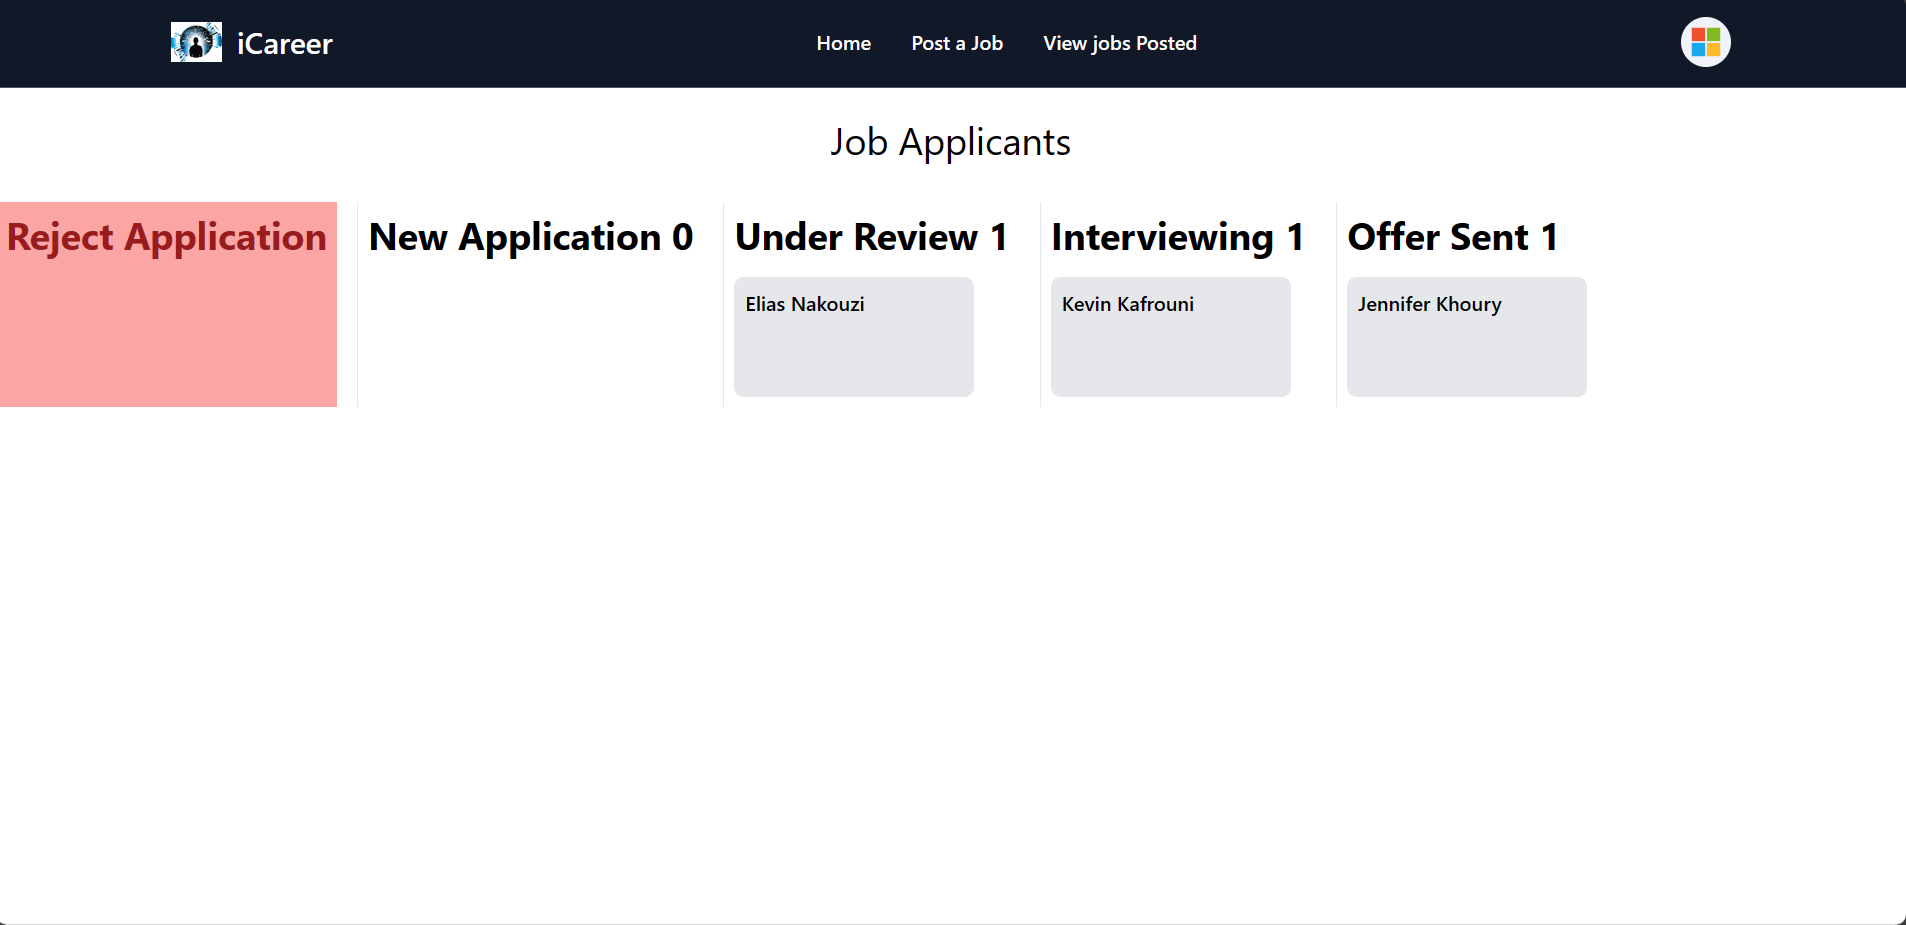 iCareer
Home
Post a Job
View jobs Posted
Job Applicants
Reject Application
New Application 0
Under Review 1
Elias Nakouzi
Interviewing 1
Kevin Kafrouni
Offer Sent 1
Jennifer Khoury